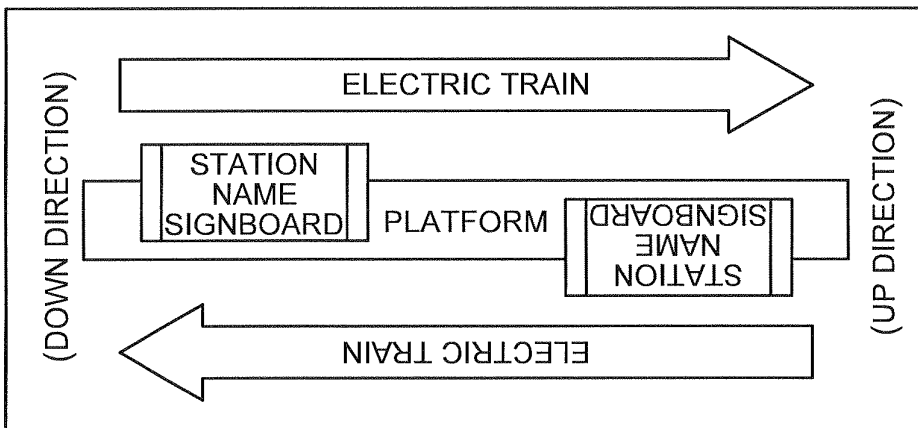 ELECTRIC TRAIN
(DOWN DIRECTION)
STATION
NAME
SIGNBOARD
PLATFORM
STATION
NAME
SIGNBOARD
(UP DIRECTION)
ELECTRIC TRAIN